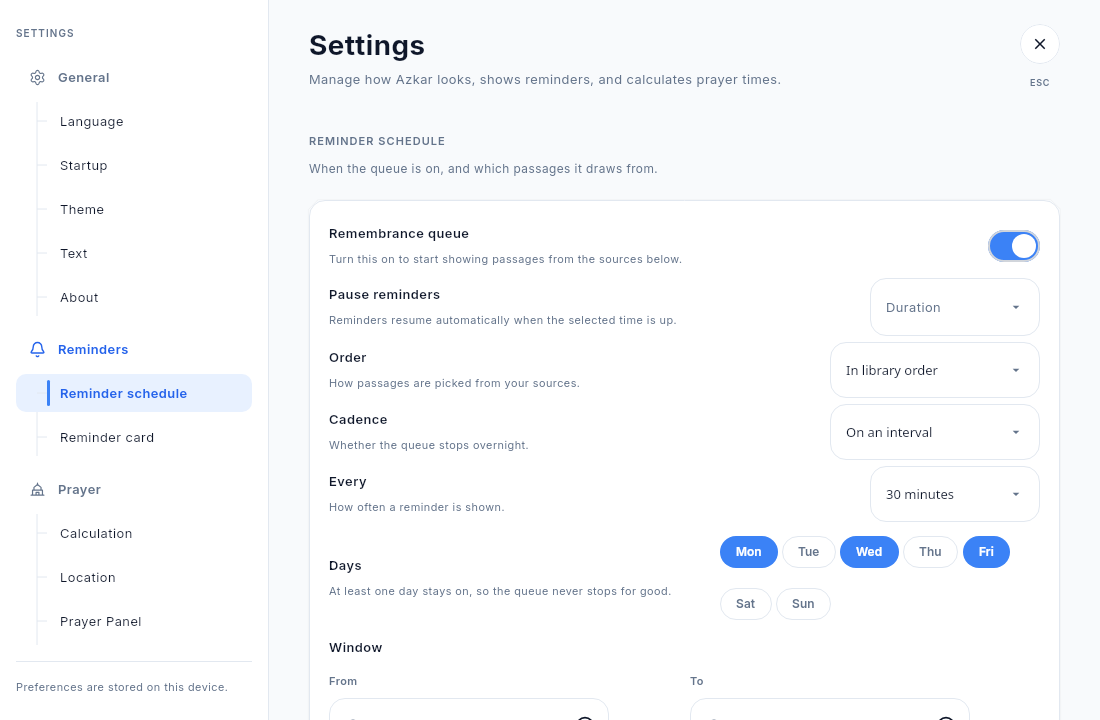 SETTINGS
General
Language
Startup
Theme
Text
About
Reminders
Reminder schedule
Reminder card
Prayer
Calculation
Location
Prayer Panel
Preferences are stored on this device.
Settings
Manage how Azkar looks, shows reminders, and calculates prayer times.
ESC
REMINDER SCHEDULE
When the queue is on, and which passages it draws from.
Remembrance queue
Turn this on to start showing passages from the sources below.
Pause reminders
Reminders resume automatically when the selected time is up.
Duration
Order
How passages are picked from your sources.
In library order
Cadence
Whether the queue stops overnight.
On an interval
Every
How often a reminder is shown.
30 minutes
Days
At least one day stays on, so the queue never stops for good.
Mon Tue Wed Thu Fri
Sat Sun
Window
From To